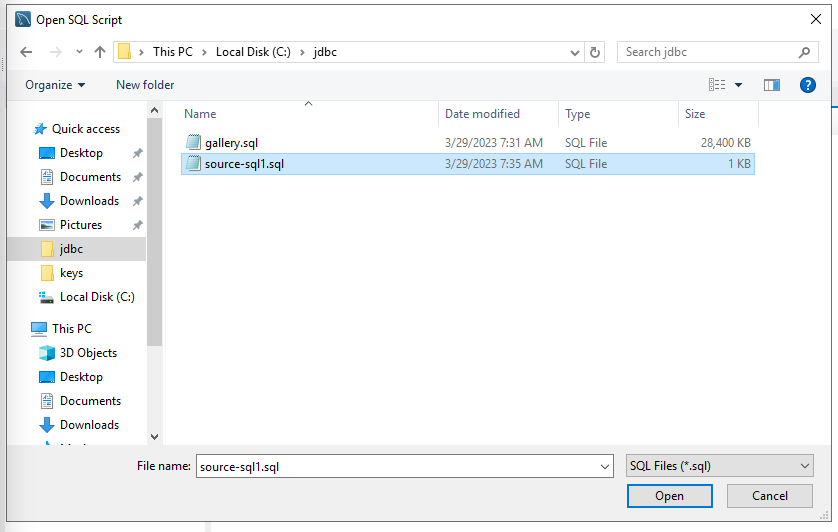 Open SQL Script
This PC
Local Disk (C:)
jdbc
Search jdbc
Organize
New folder
Name
Date modified
Type
Size
Quick access
Desktop
Documents
Downloads
Pictures
jdbc
keys
Local Disk (C:)
This PC
3D Objects
Desktop
Documents
Downloads
gallery.sql 3/29/2023 7:31 AM SQL File 28,400 KB
source-sql1.sql 3/29/2023 7:35 AM SQL File 1 KB
File name: source-sql1.sql
SQL Files (*.sql)
Open
Cancel